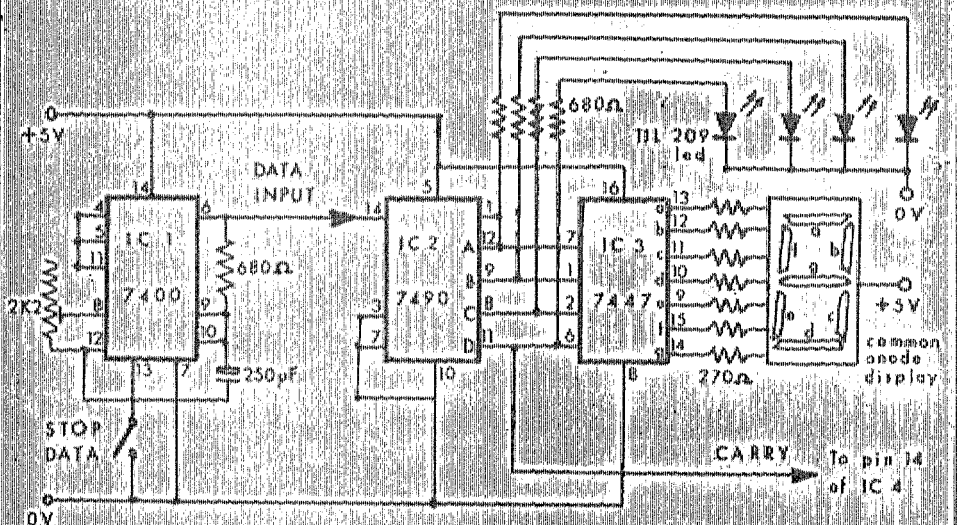 680Ω
TIL 209
led
+5V
0V
DATA
INPUT
14
4
5
11
8
12
6
9
10
13
7
IC 1
7400
680Ω
2K2
250pF
STOP
DATA
0V
14
5
IC 2
7490
3
7
10
1
12
9
8
11
A
B
C
D
16
IC 3
7447
7
1
2
6
8
13
12
11
10
9
15
14
a
b
c
d
e
f
g
270Ω
a
f
b
g
e
c
d
+5V
common
anode
display
CARRY
To pin 14
of IC 4